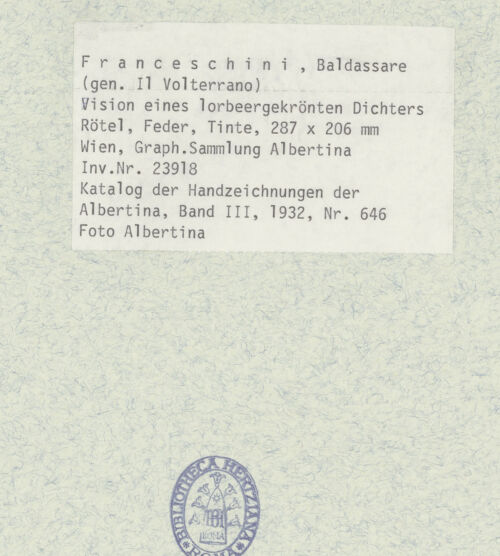 F r a n c e s c h i n i , Baldassare
(gen. Il Volterrano)
Vision eines lorbeergekrönten Dichters
Rötel, Feder, Tinte, 287 x 206 mm
Wien, Graph.Sammlung Albertina
Inv.Nr. 23918
Katalog der Handzeichnungen der
Albertina, Band III, 1932, Nr. 646
Foto Albertina
BIBLIOTHECA HERTZIANA
ROMA